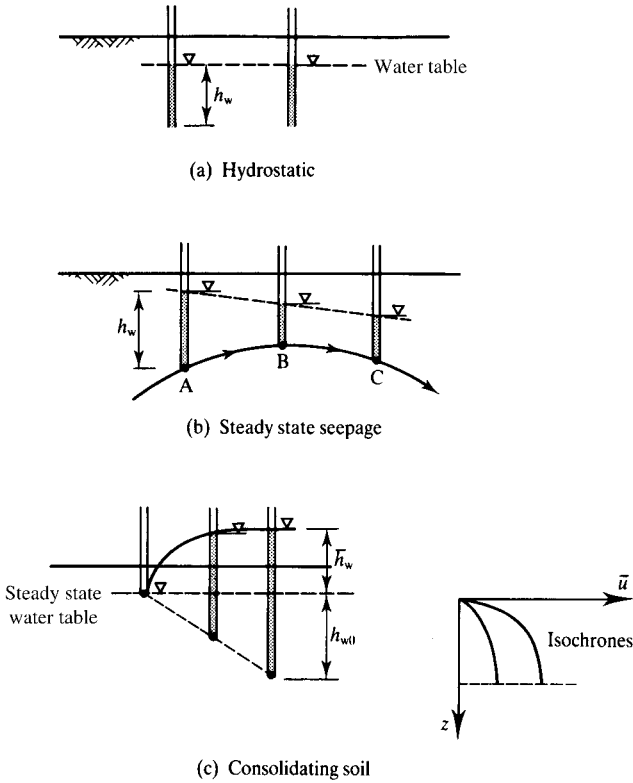 Water table
h_w
(a) Hydrostatic
h_w
A
B
C
(b) Steady state seepage
h̅_w
Steady state
water table
h_w0
u̅
Isochrones
z
(c) Consolidating soil